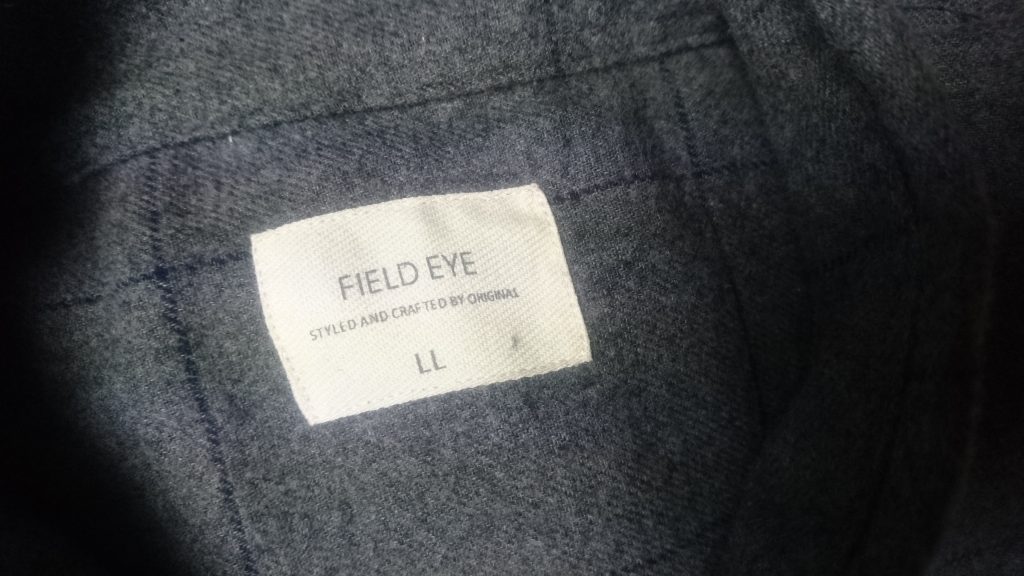 FIELD EYE
STYLED AND CRAFTED BY ORIGINAL
LL